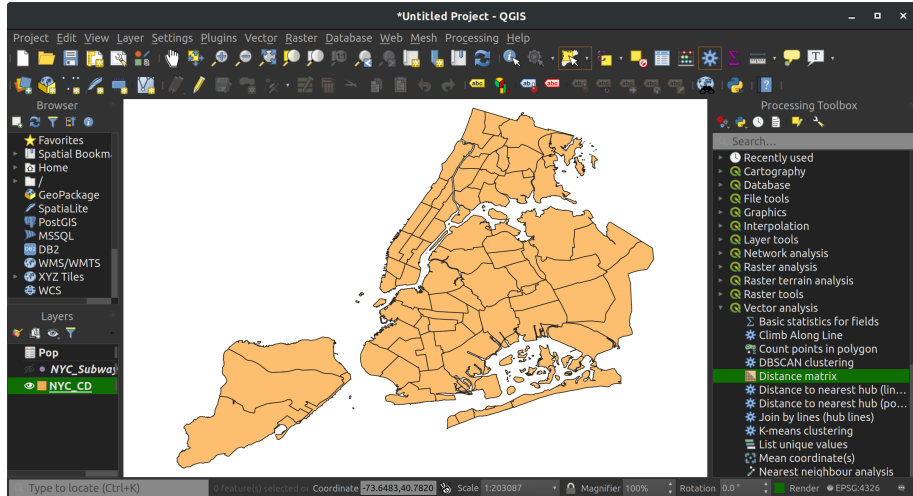 *Untitled Project - QGIS
Project Edit View Layer Settings Plugins Vector Raster Database Web Mesh Processing Help
Browser
Favorites
Spatial Bookm
Home
/
GeoPackage
SpatiaLite
PostGIS
MSSQL
DB2
WMS/WMTS
XYZ Tiles
WCS
Layers
Pop
NYC_Subway
NYC_CD
Processing Toolbox
Search...
Recently used
Cartography
Database
File tools
Graphics
Interpolation
Layer tools
Network analysis
Raster analysis
Raster terrain analysis
Raster tools
Vector analysis
Basic statistics for fields
Climb Along Line
Count points in polygon
DBSCAN clustering
Distance matrix
Distance to nearest hub (lin...
Distance to nearest hub (po...
Join by lines (hub lines)
K-means clustering
List unique values
Mean coordinate(s)
Nearest neighbour analysis
Type to locate (Ctrl+K) 0 feature(s) selected on Coordinate -73.6483,40.7820 Scale 1:203087 Magnifier 100% Rotation 0.0 ° Render EPSG:4326